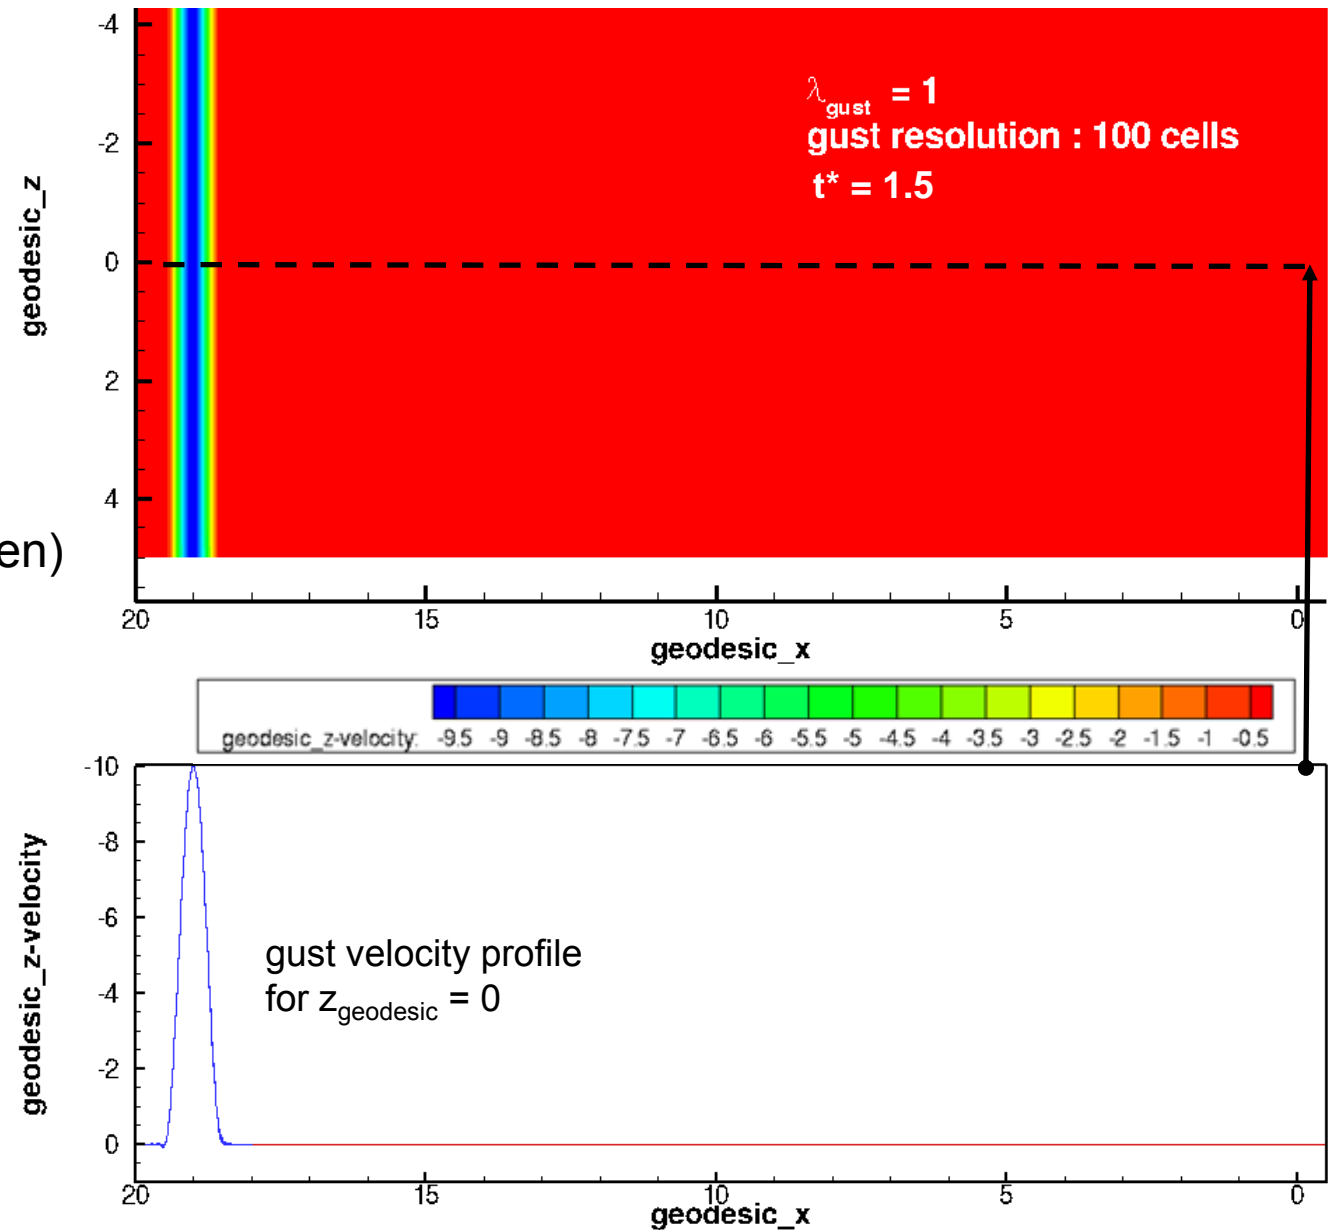 -4
-2
0
2
4
geodesic_z
λgust = 1
gust resolution : 100 cells
t* = 1.5
en)
20 15 10 5 0
geodesic_x
geodesic_z-velocity: -9.5 -9 -8.5 -8 -7.5 -7 -6.5 -6 -5.5 -5 -4.5 -4 -3.5 -3 -2.5 -2 -1.5 -1 -0.5
-10
-8
-6
-4
-2
0
geodesic_z-velocity
gust velocity profile
for zgeodesic = 0
20 15 10 5 0
geodesic_x